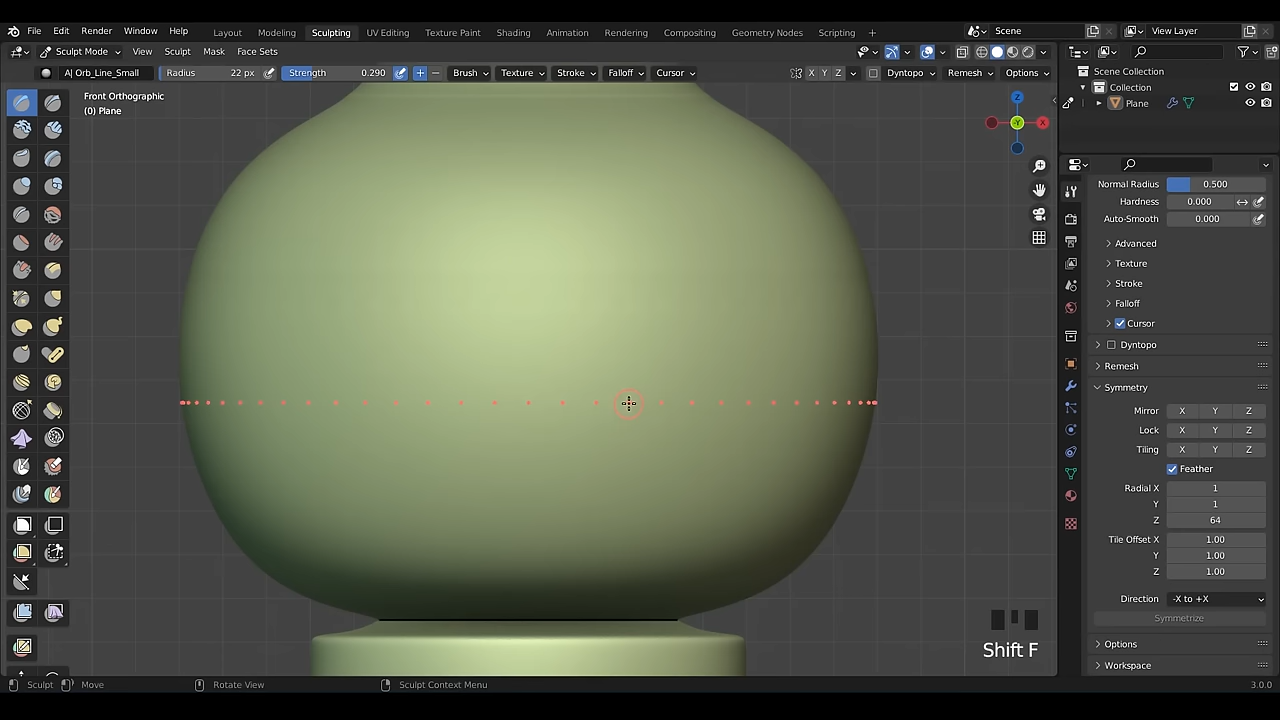 File Edit Render Window Help Layout Modeling Sculpting UV Editing Texture Paint Shading Animation Rendering Compositing Geometry Nodes Scripting Scene View Layer
Sculpt Mode View Sculpt Mask Face Sets
A| Orb_Line_Small Radius 22 px Strength 0.290 Brush Texture Stroke Falloff Cursor X Y Z Dyntopo Remesh Options
Scene Collection
Collection
Plane
Front Orthographic
(0) Plane
Z
Y
X
Normal Radius 0.500
Hardness 0.000
Auto-Smooth 0.000
Advanced
Texture
Stroke
Falloff
Cursor
Dyntopo
Remesh
Symmetry
Mirror X Y Z
Lock X Y Z
Tiling X Y Z
Feather
Radial X 1
Y 1
Z 64
Tile Offset X 1.00
Y 1.00
Z 1.00
Direction -X to +X
Symmetrize
Options
Workspace
Shift F
Sculpt Move Rotate View Sculpt Context Menu 3.0.0